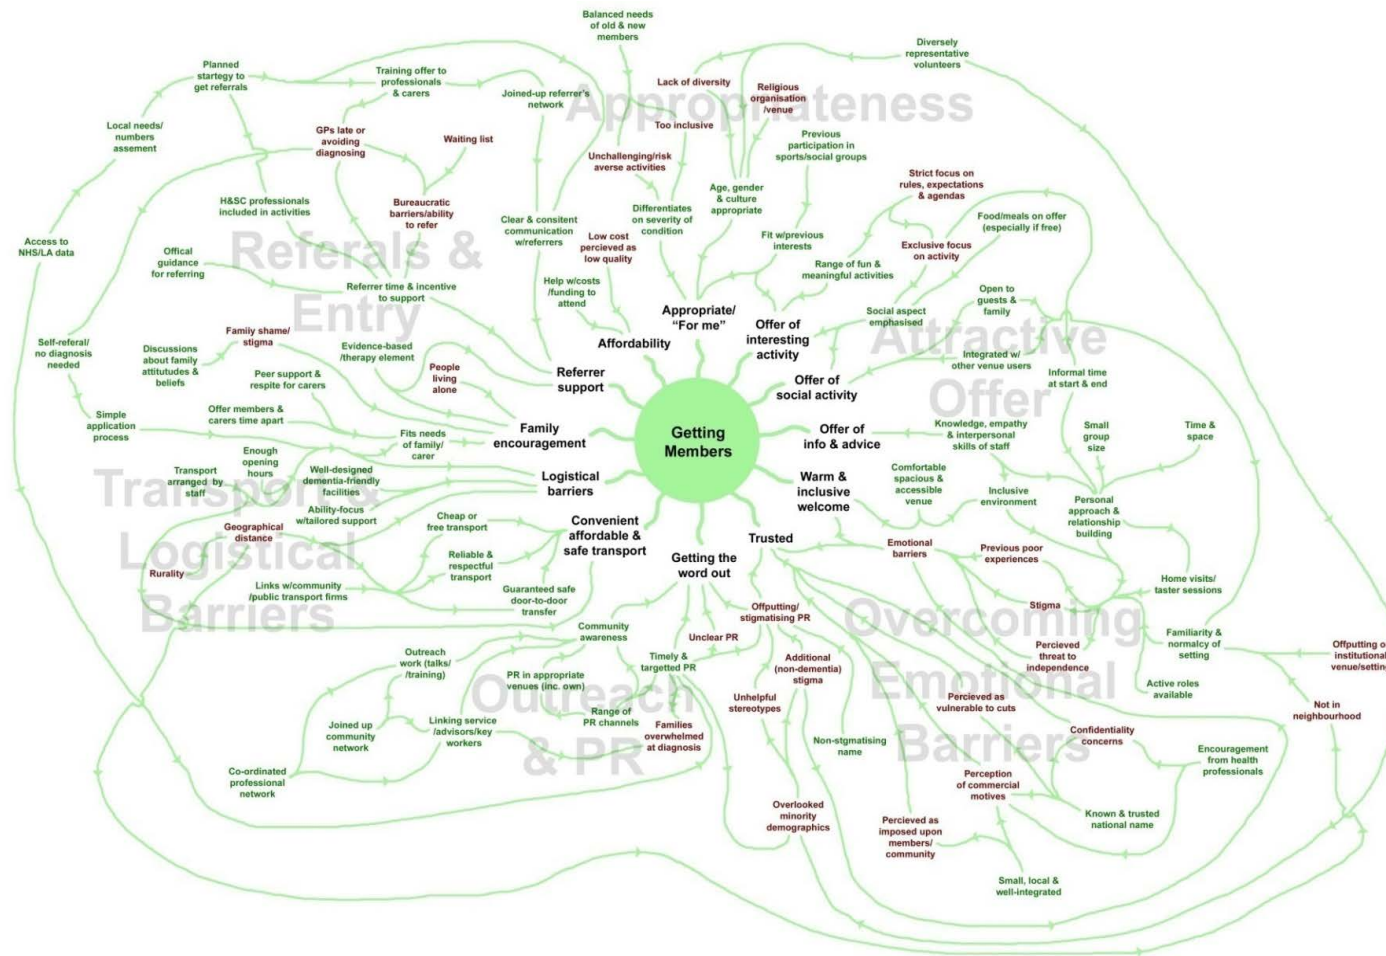 Balanced needs
of old & new
members
Diversely
representative
volunteers
Planned
startegy to
get referrals
Training offer to
professionals
& carers
Joined-up referrer's
network
Lack of diversity
Religious
organisation
/venue
Appropriateness
Local needs/
numbers
assement
GPs late or
avoiding
diagnosing
Waiting list
Too inclusive
Previous
participation in
sports/social groups
Unchallenging/risk
averse activities
Strict focus on
rules, expectations
& agendas
H&SC professionals
included in activities
Bureaucratic
barriers/ability
to refer
Clear & consitent
communication
w/referrers
Differentiates
on severity of
condition
Age, gender
& culture
appropriate
Food/meals on offer
(especially if free)
Access to
NHS/LA data
Referals &
Entry
Offical
guidance
for referring
Low cost
percieved as
low quality
Fit w/previous
interests
Exclusive focus
on activity
Range of fun &
meaningful activities
Referrer time & incentive
to support
Help w/costs
/funding to
attend
Open to
guests &
family
Appropriate/
“For me”
Offer of
interesting
activity
Social aspect
emphasised
Attractive
Offer
Self-referal/
no diagnosis
needed
Family shame/
stigma
Discussions
about family
attitutudes &
beliefs
Evidence-based
/therapy element
Affordability
Integrated w/
other venue users
Informal time
at start & end
Peer support &
respite for carers
People
living
alone
Referrer
support
Offer of
social activity
Simple
application
process
Offer members &
carers time apart
Fits needs
of family/
carer
Family
encouragement
Getting
Members
Offer of
info & advice
Knowledge, empathy
& interpersonal
skills of staff
Small
group
size
Time &
space
Enough
opening
hours
Transport
arranged by
staff
Well-designed
dementia-friendly
facilities
Logistical
barriers
Warm &
inclusive
welcome
Comfortable
spacious &
accessible
venue
Inclusive
environment
Personal
approach &
relationship
building
Transport &
Logistical
Barriers
Ability-focus
w/tailored support
Geographical
distance
Cheap or
free transport
Convenient
affordable &
safe transport
Trusted
Emotional
barriers
Previous poor
experiences
Rurality
Links w/community
/public transport firms
Reliable &
respectful
transport
Guaranteed safe
door-to-door
transfer
Getting the
word out
Home visits/
taster sessions
Stigma
Offputting/
stigmatising PR
Overcoming
Emotional
Barriers
Community
awareness
Unclear PR
Percieved
threat to
independence
Familiarity &
normalcy of
setting
Offputting or
institutional
venue/setting
Outreach
work (talks/
/training)
PR in appropriate
venues (inc. own)
Timely &
targetted PR
Additional
(non-dementia)
stigma
Active roles
available
Outreach
& PR
Unhelpful
stereotypes
Percieved as
vulnerable to cuts
Not in
neighbourhood
Joined up
community
network
Linking service
/advisors/key
workers
Range of
PR channels
Families
overwhelmed
at diagnosis
Non-stgmatising
name
Confidentiality
concerns
Encouragement
from health
professionals
Co-ordinated
professional
network
Perception
of commercial
motives
Overlooked
minority
demographics
Percieved as
imposed upon
members/
community
Known & trusted
national name
Small, local &
well-integrated